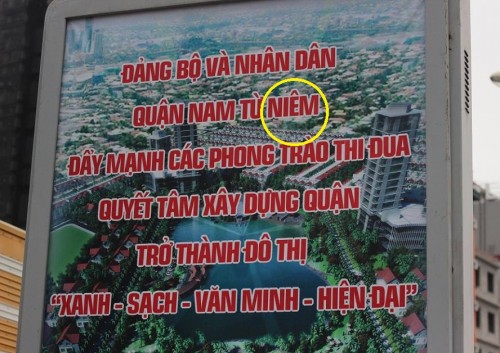 ĐẢNG BỘ VÀ NHÂN DÂN
QUẬN NAM TỪ NIÊM
ĐẨY MẠNH CÁC PHONG TRÀO THI ĐUA
QUYẾT TÂM XÂY DỰNG QUẬN
TRỞ THÀNH ĐÔ THỊ
“XANH - SẠCH - VĂN MINH - HIỆN ĐẠI”